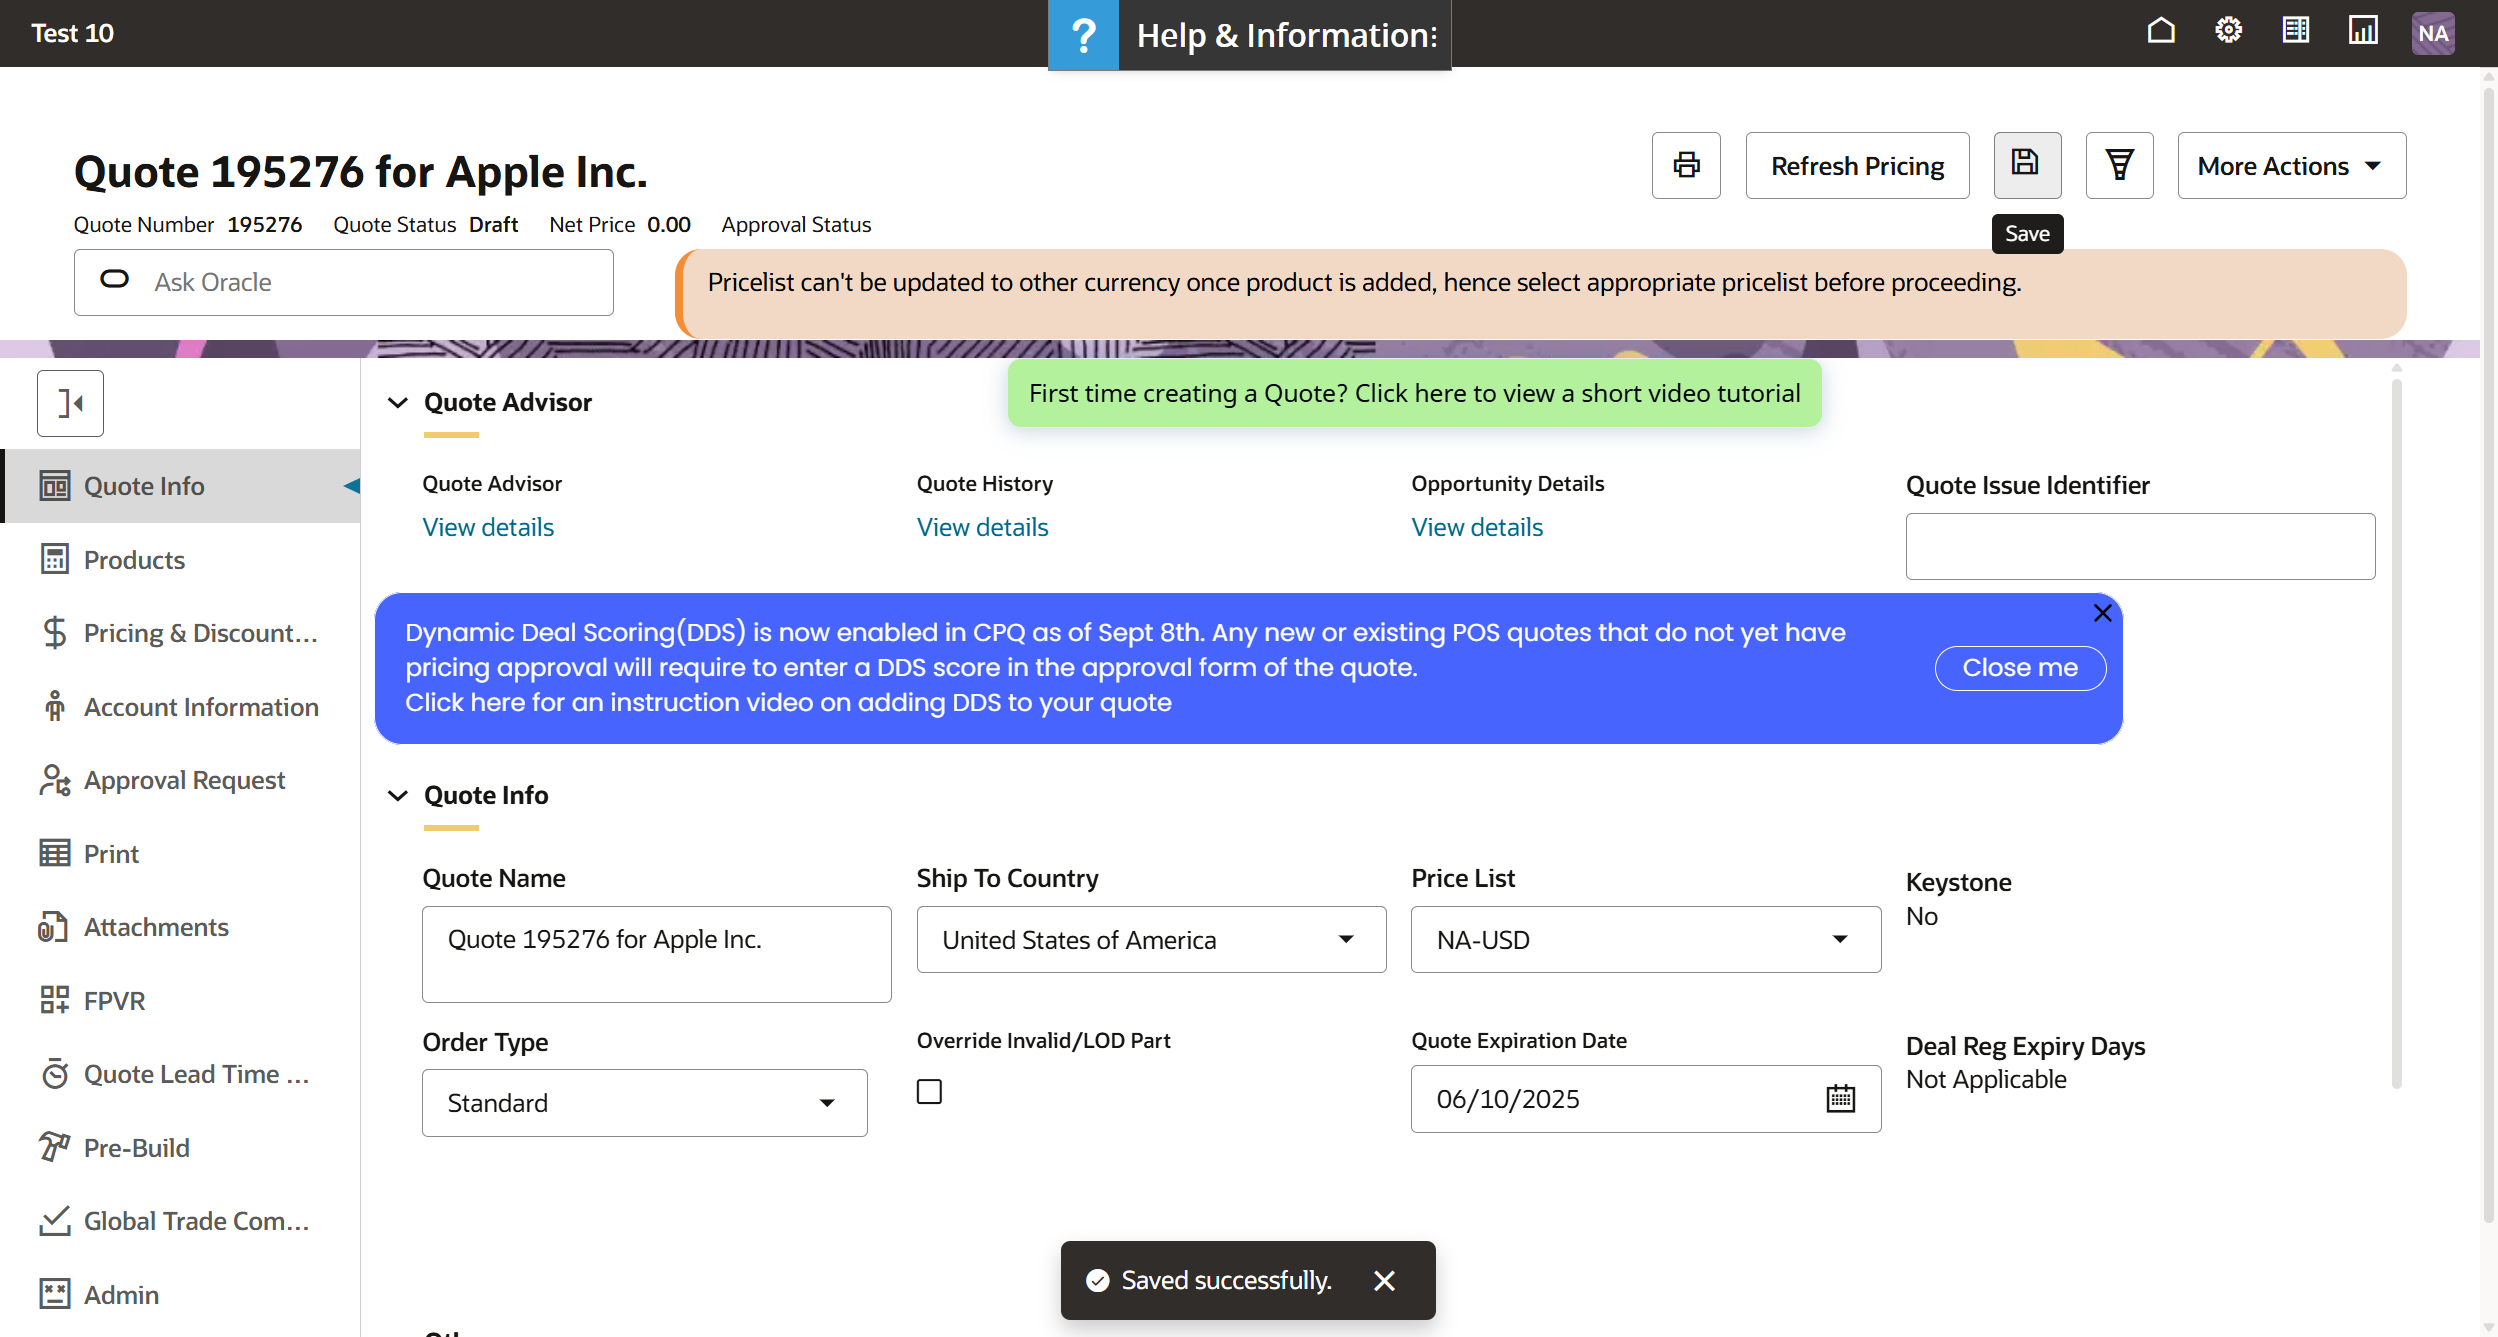 Test 10
? Help & Information:
NA
Quote 195276 for Apple Inc.
Refresh Pricing
More Actions
Quote Number 195276 Quote Status Draft Net Price 0.00 Approval Status
Save
Ask Oracle
Pricelist can't be updated to other currency once product is added, hence select appropriate pricelist before proceeding.
First time creating a Quote? Click here to view a short video tutorial
Quote Advisor
Quote Info
Products
Pricing & Discount...
Account Information
Approval Request
Print
Attachments
FPVR
Quote Lead Time ...
Pre-Build
Global Trade Com...
Admin
Quote Advisor
View details
Quote History
View details
Opportunity Details
View details
Quote Issue Identifier
Dynamic Deal Scoring(DDS) is now enabled in CPQ as of Sept 8th. Any new or existing POS quotes that do not yet have
pricing approval will require to enter a DDS score in the approval form of the quote.
Click here for an instruction video on adding DDS to your quote
Close me
Quote Info
Quote Name
Quote 195276 for Apple Inc.
Ship To Country
United States of America
Price List
NA-USD
Keystone
No
Order Type
Standard
Override Invalid/LOD Part
Quote Expiration Date
06/10/2025
Deal Reg Expiry Days
Not Applicable
Saved successfully.